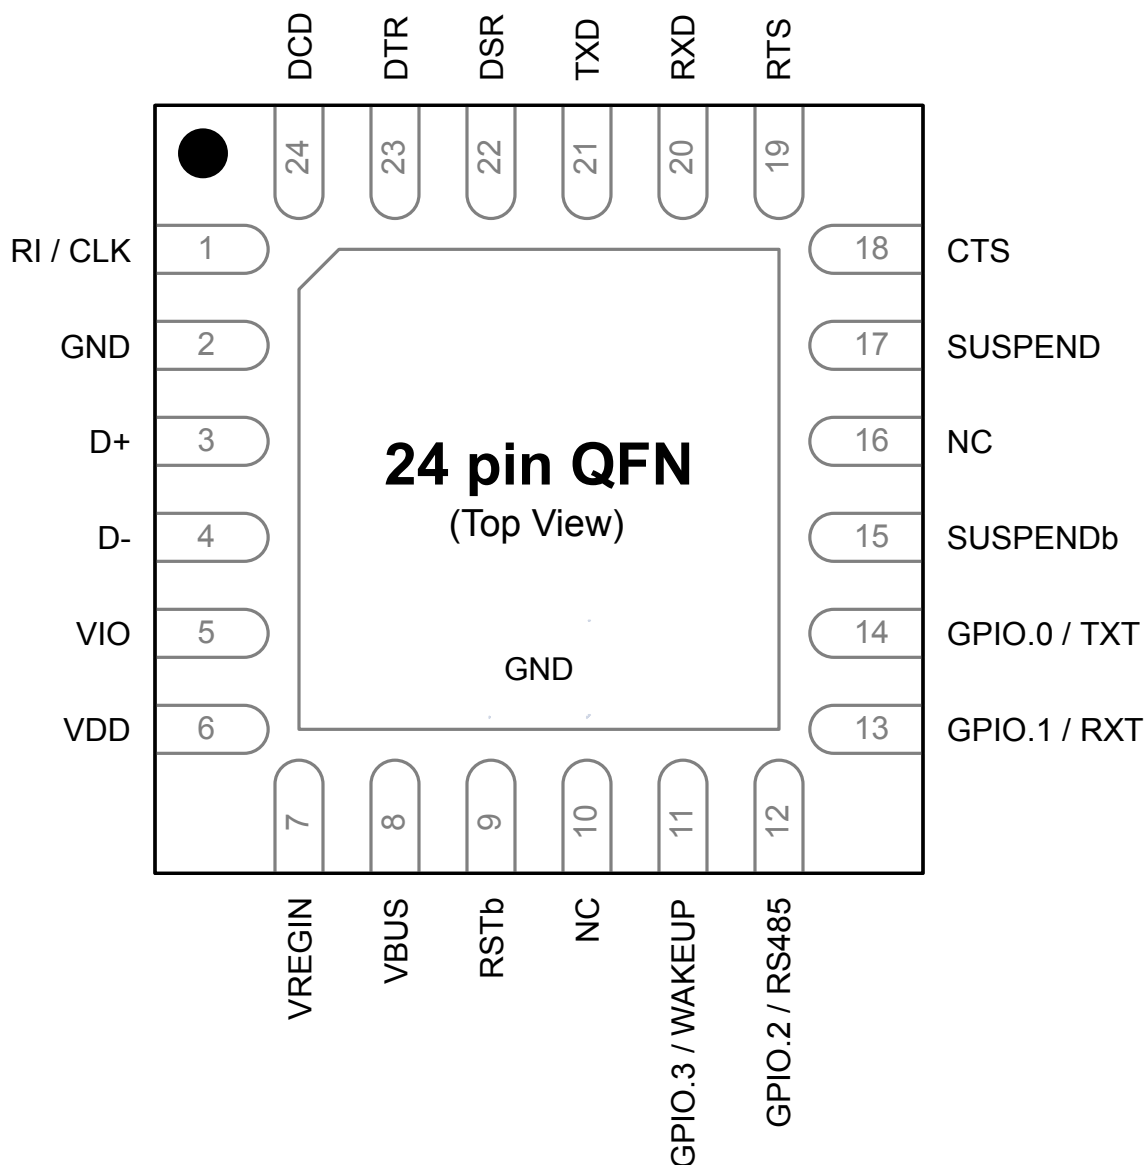 DCD
DTR
DSR
TXD
RXD
RTS
24
23
22
21
20
19
RI / CLK 1
18 CTS
GND 2
17 SUSPEND
D+ 3
16 NC
24 pin QFN
(Top View)
D- 4
15 SUSPENDb
VIO 5
14 GPIO.0 / TXT
GND
VDD 6
13 GPIO.1 / RXT
7
8
9
10
11
12
VREGIN
VBUS
RSTb
NC
GPIO.3 / WAKEUP
GPIO.2 / RS485